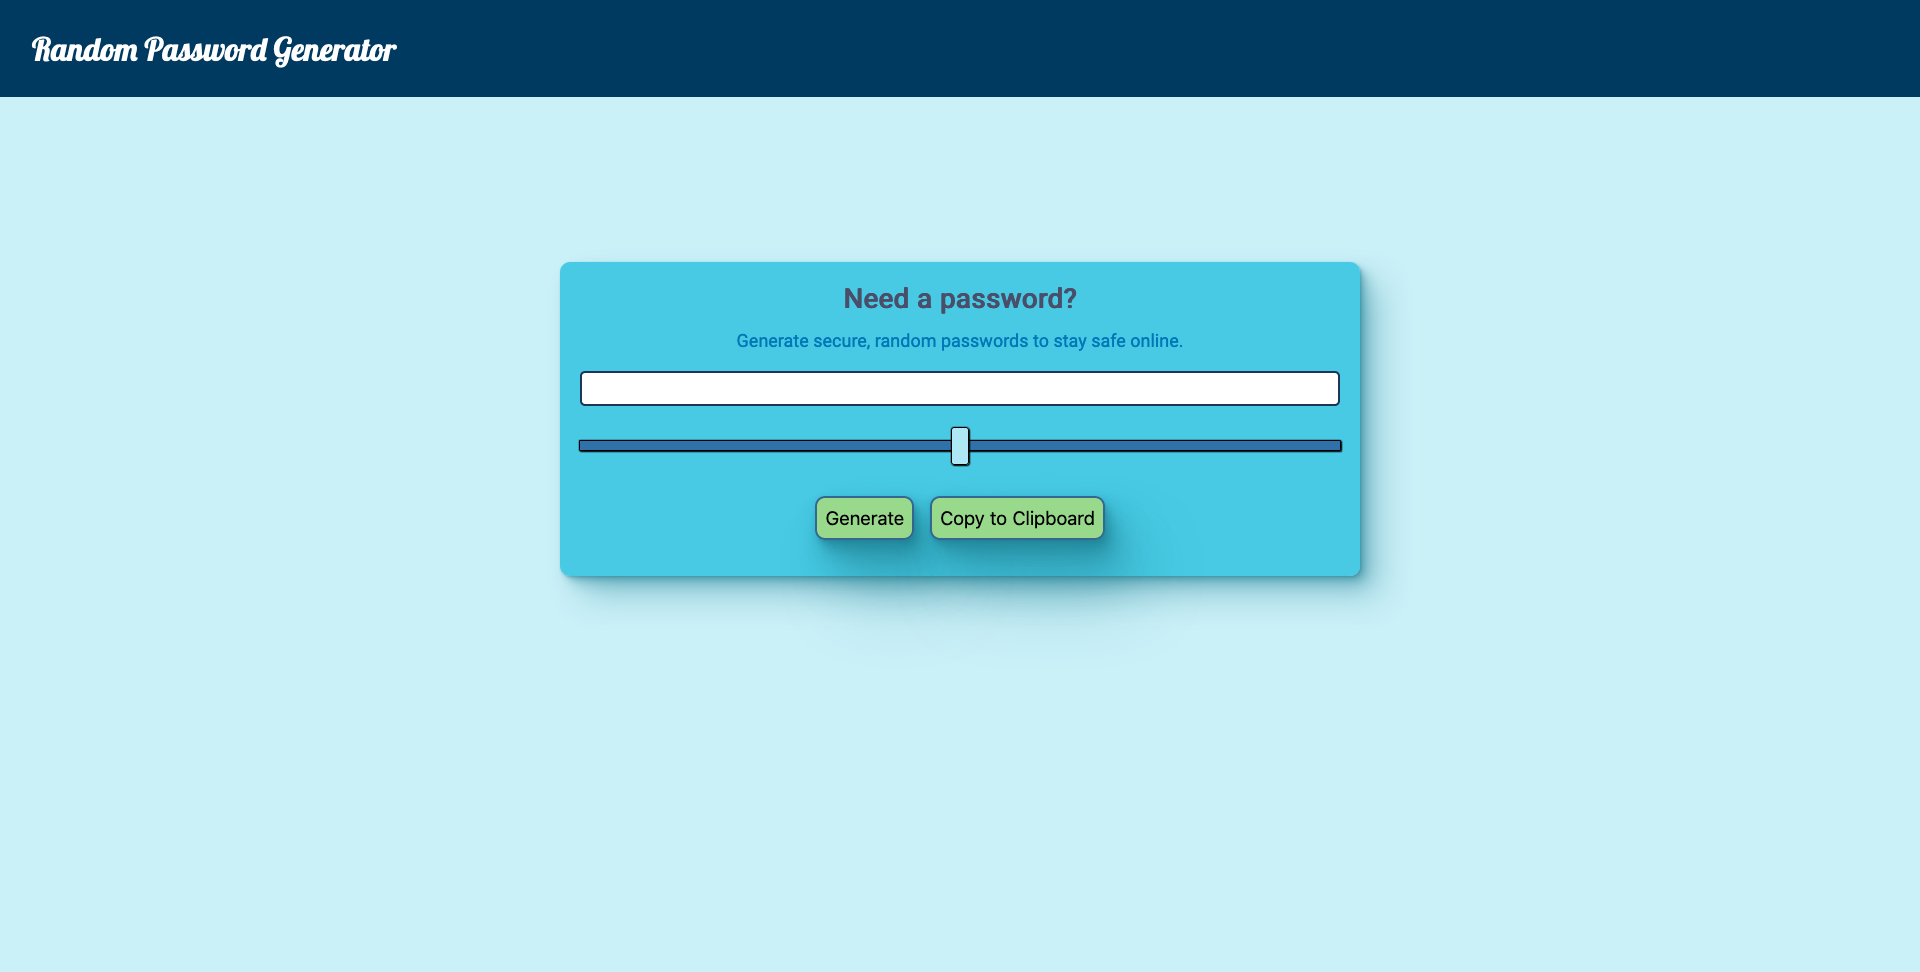 Random Password Generator
Need a password?
Generate secure, random passwords to stay safe online.
Generate
Copy to Clipboard